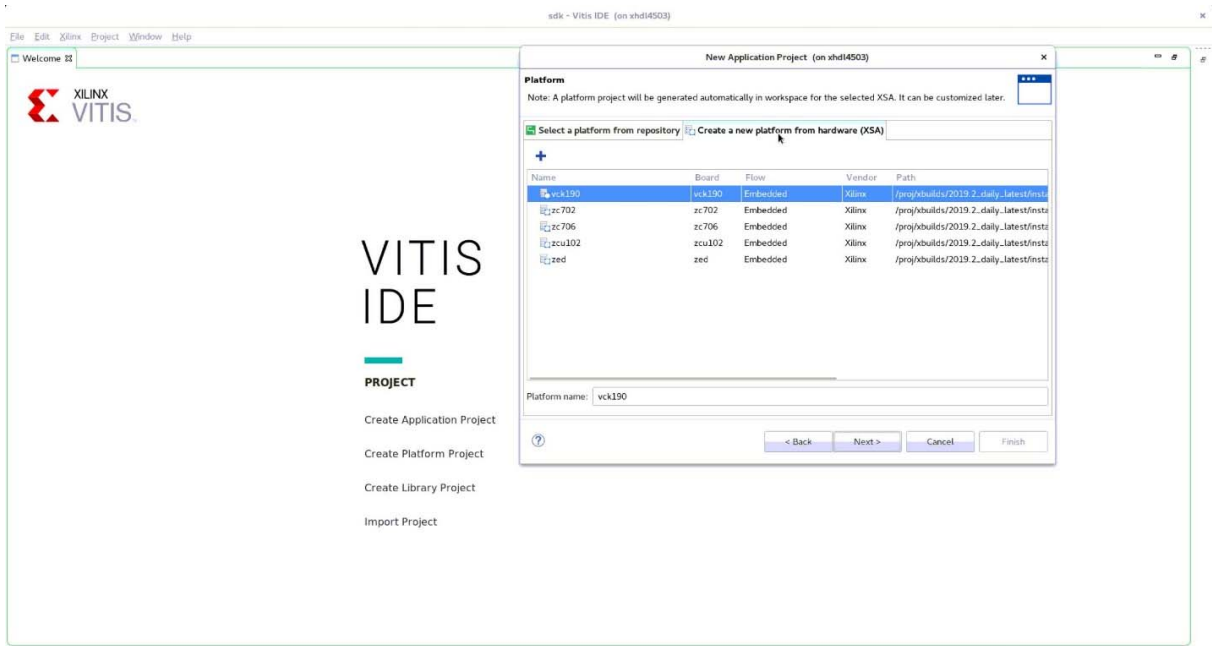 sdk - Vitis IDE (on xhdl4503)
File Edit Xilinx Project Window Help
Welcome
XILINX
VITIS
VITIS
IDE
PROJECT
Create Application Project
Create Platform Project
Create Library Project
Import Project
New Application Project (on xhdl4503)
Platform
Note: A platform project will be generated automatically in workspace for the selected XSA. It can be customized later.
Select a platform from repository Create a new platform from hardware (XSA)
Name Board Flow Vendor Path
vck190 vck190 Embedded Xilinx /proj/xbuilds/2019.2_daily_latest/insta
zc702 zc702 Embedded Xilinx /proj/xbuilds/2019.2_daily_latest/insta
zc706 zc706 Embedded Xilinx /proj/xbuilds/2019.2_daily_latest/insta
zcu102 zcu102 Embedded Xilinx /proj/xbuilds/2019.2_daily_latest/insta
zed zed Embedded Xilinx /proj/xbuilds/2019.2_daily_latest/insta
Platform name: vck190
< Back Next > Cancel Finish